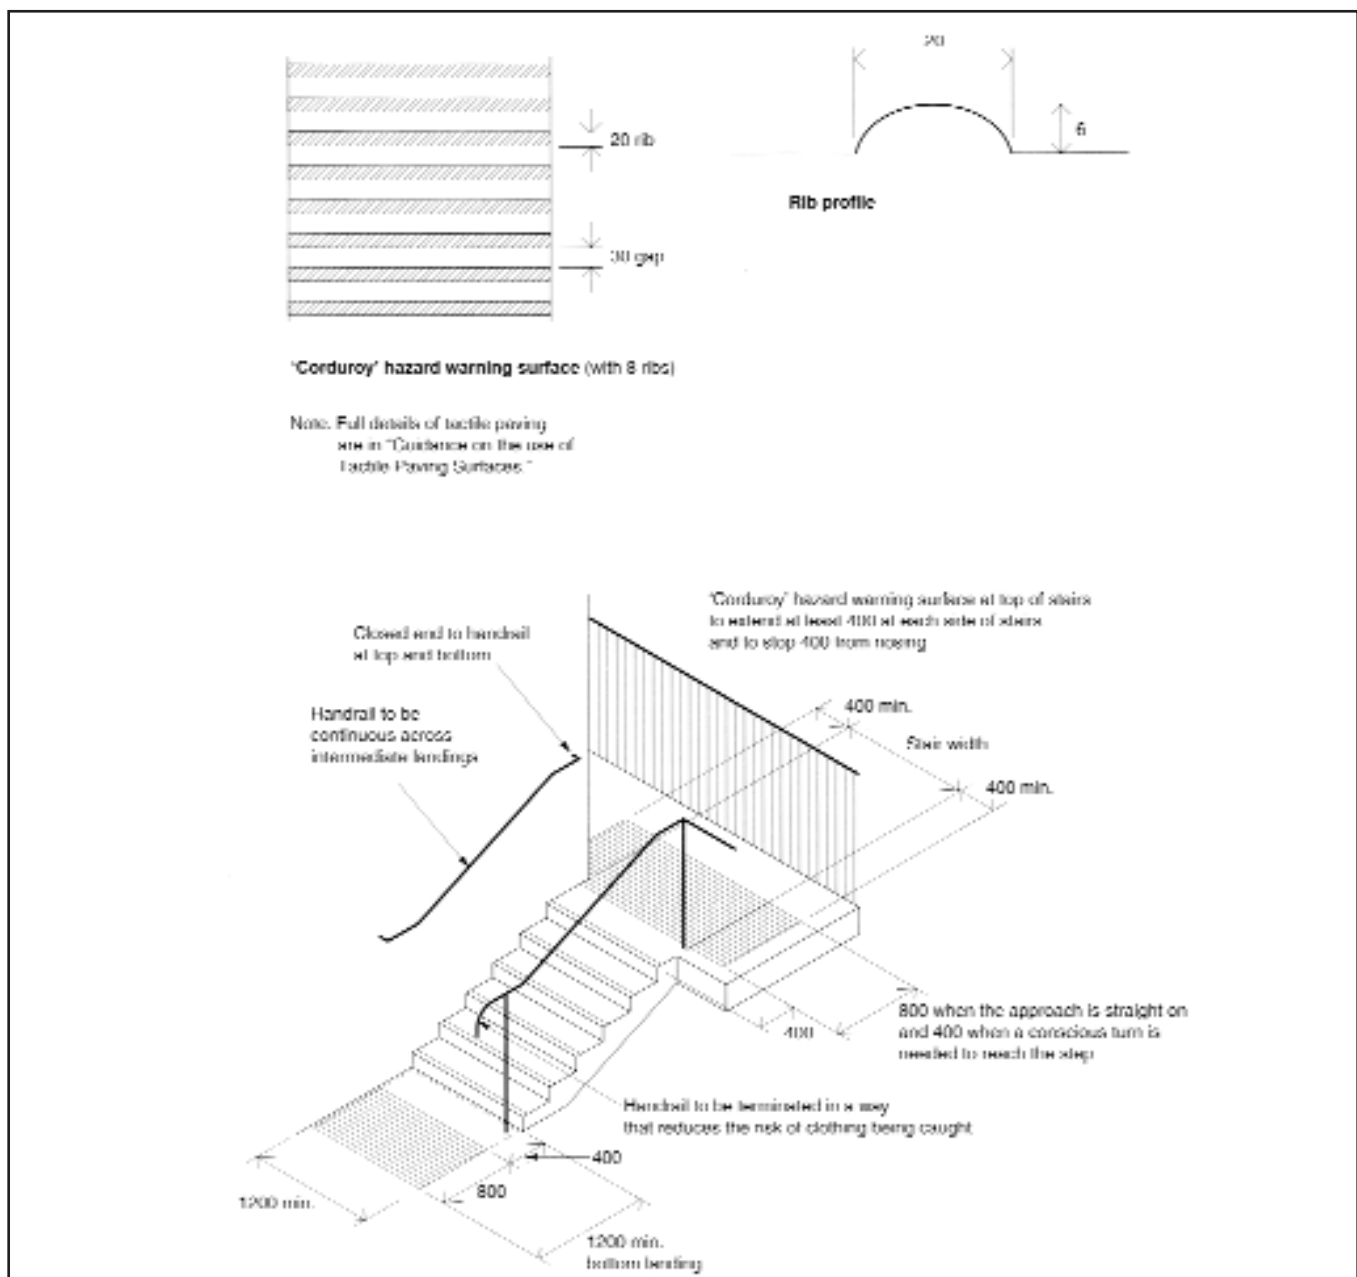 20
20 rib
6
Rib profile
30 gap
'Corduroy' hazard warning surface (with 8 ribs)
Note. Full details of tactile paving
are in "Guidance on the use of
Tactile Paving Surfaces."
'Corduroy' hazard warning surface at top of stairs
to extend at least 400 at each side of stairs
and to stop 400 from nosing
Closed end to handrail
at top and bottom
Handrail to be
continuous across
intermediate landings
400 min.
Stair width
400 min.
800 when the approach is straight on
and 400 when a conscious turn is
needed to reach the step
400
Handrail to be terminated in a way
that reduces the risk of clothing being caught
400
800
1200 min.
1200 min.
bottom landing